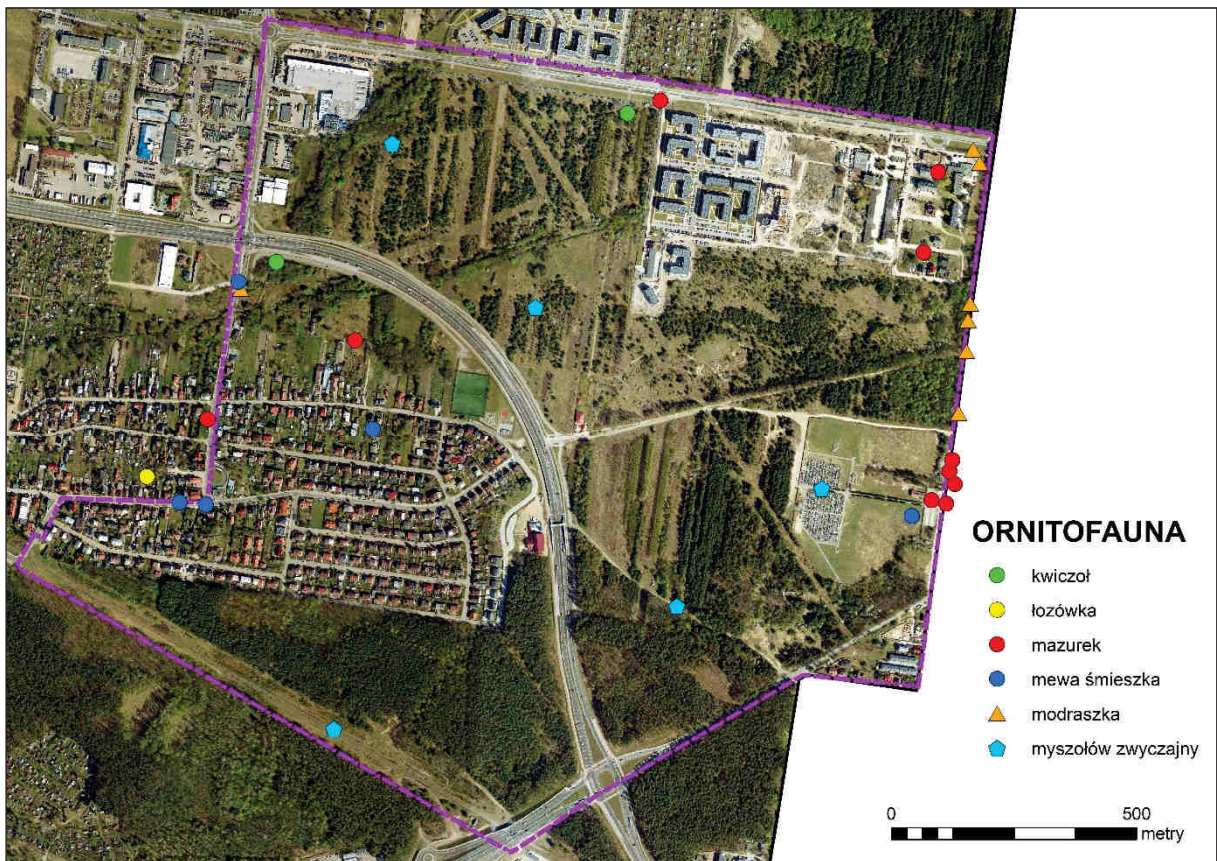 ORNITOFAUNA
kwiczoł
łozówka
mazurek
mewa śmieszka
modraszka
myszołów zwyczajny
0 500
metry